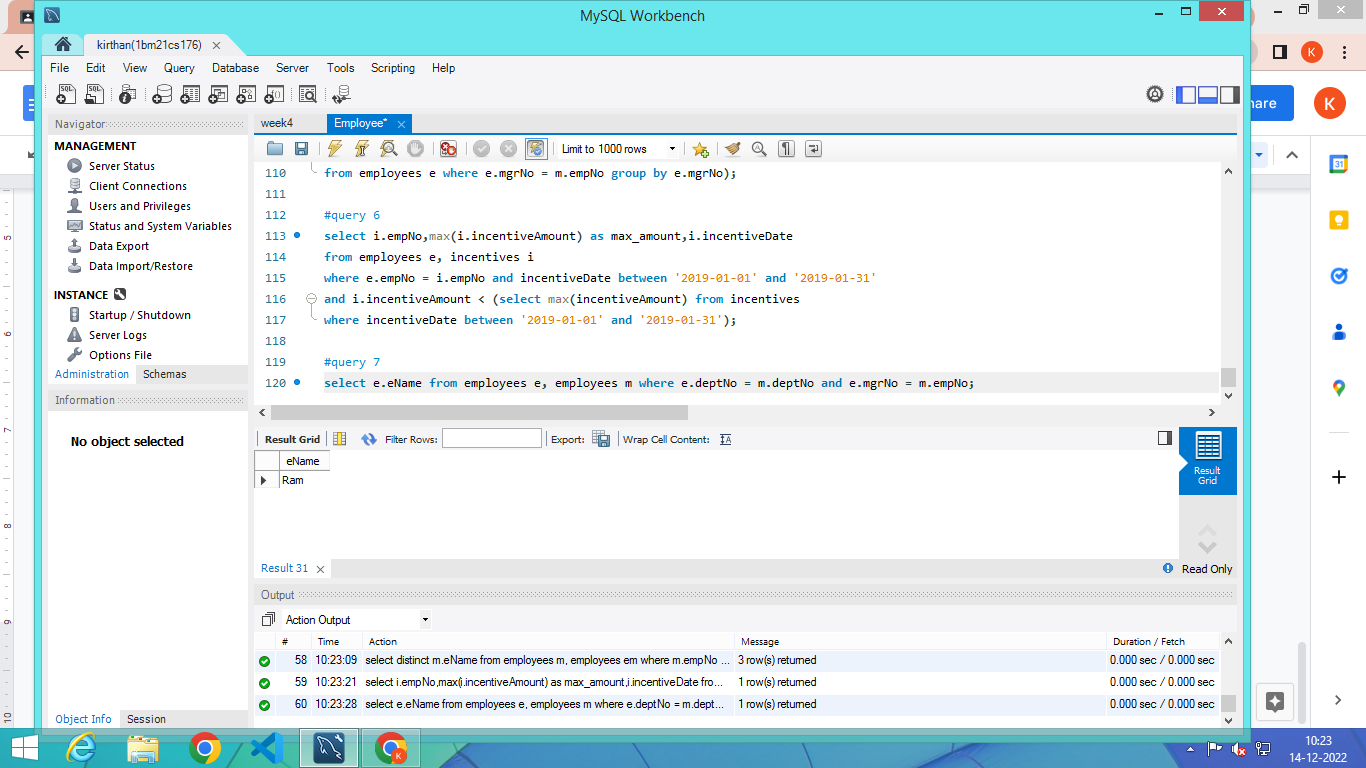 MySQL Workbench
kirthan(1bm21cs176)
File Edit View Query Database Server Tools Scripting Help
K
hare K
Navigator
week4 Employee*
MANAGEMENT
Server Status
Client Connections
Users and Privileges
Status and System Variables
Data Export
Data Import/Restore
INSTANCE
Startup / Shutdown
Server Logs
Options File
Administration Schemas
Information
No object selected
Object Info Session
Limit to 1000 rows
110 from employees e where e.mgrNo = m.empNo group by e.mgrNo);
111
112 #query 6
113 select i.empNo,max(i.incentiveAmount) as max_amount,i.incentiveDate
114 from employees e, incentives i
115 where e.empNo = i.empNo and incentiveDate between '2019-01-01' and '2019-01-31'
116 and i.incentiveAmount < (select max(incentiveAmount) from incentives
117 where incentiveDate between '2019-01-01' and '2019-01-31');
118
119 #query 7
120 select e.eName from employees e, employees m where e.deptNo = m.deptNo and e.mgrNo = m.empNo;
Result Grid Filter Rows: Export: Wrap Cell Content:
eName
Ram
Result
Grid
Result 31 Read Only
Output
Action Output
# Time Action Message Duration / Fetch
58 10:23:09 select distinct m.eName from employees m, employees em where m.empNo ... 3 row(s) returned 0.000 sec / 0.000 sec
59 10:23:21 select i.empNo,max(i.incentiveAmount) as max_amount,i.incentiveDate fro... 1 row(s) returned 0.000 sec / 0.000 sec
60 10:23:28 select e.eName from employees e, employees m where e.deptNo = m.dept... 1 row(s) returned 0.000 sec / 0.000 sec
5
6
7
8
9
10
31
K
10:23
14-12-2022